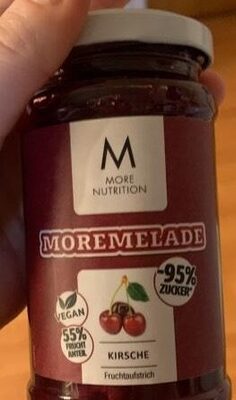 M
MORE
NUTRITION
MOREMELADE
-95%
ZUCKER*
VEGAN
55%
FRUCHT
ANTEIL
KIRSCHE
Fruchtaufstrich